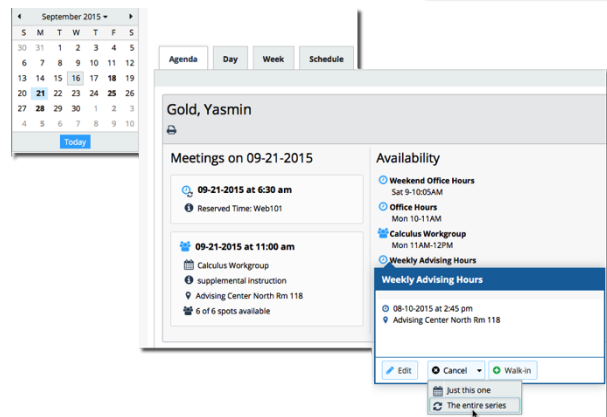 September 2015
S M T W T F S
30 31 1 2 3 4 5
6 7 8 9 10 11 12
13 14 15 16 17 18 19
20 21 22 23 24 25 26
27 28 29 30 1 2 3
4 5 6 7 8 9 10
Today
Agenda Day Week Schedule
Gold, Yasmin
Meetings on 09-21-2015
09-21-2015 at 6:30 am
Reserved Time: Web101
09-21-2015 at 11:00 am
Calculus Workgroup
supplemental instruction
Advising Center North Rm 118
6 of 6 spots available
Availability
Weekend Office Hours
Sat 9-10:05AM
Office Hours
Mon 10-11AM
Calculus Workgroup
Mon 11AM-12PM
Weekly Advising Hours
Weekly Advising Hours
08-10-2015 at 2:45 pm
Advising Center North Rm 118
Edit Cancel Walk-in
Just this one
The entire series